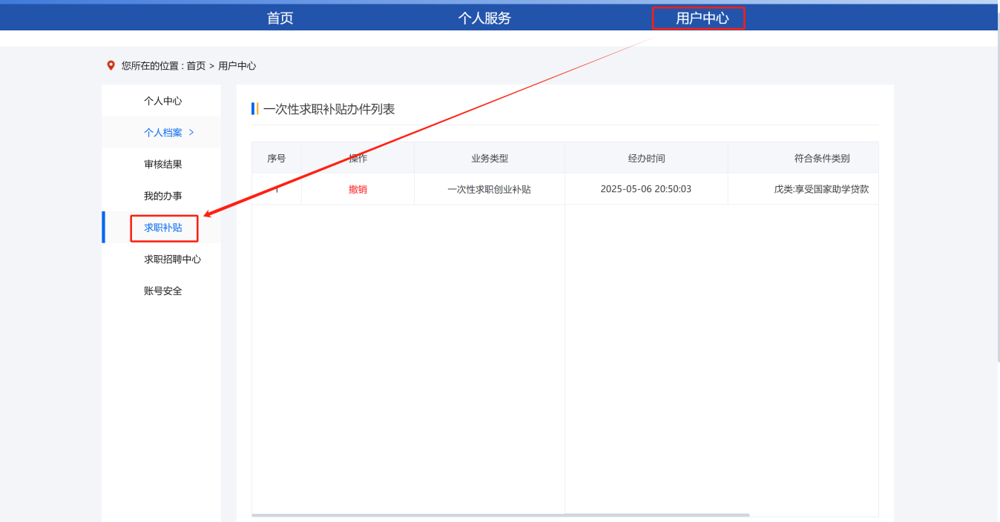 首页 个人服务 用户中心
您所在的位置 : 首页 > 用户中心
个人中心
个人档案 >
审核结果
我的办事
求职补贴
求职招聘中心
账号安全
一次性求职补贴办件列表
序号 操作 业务类型 经办时间 符合条件类别
1 撤销 一次性求职创业补贴 2025-05-06 20:50:03 戊类:享受国家助学贷款